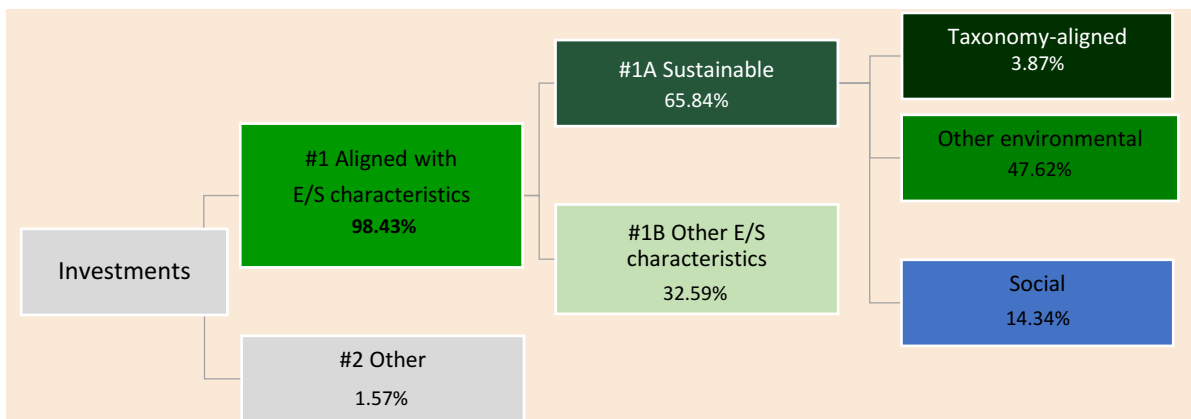 Investments
#1 Aligned with
E/S characteristics
98.43%
#2 Other
1.57%
#1A Sustainable
65.84%
#1B Other E/S
characteristics
32.59%
Taxonomy-aligned
3.87%
Other environmental
47.62%
Social
14.34%